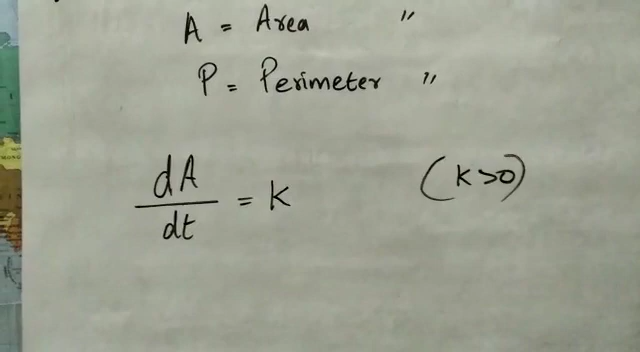 A = Area "
P = Perimeter "
dA/dt = K (K>0)